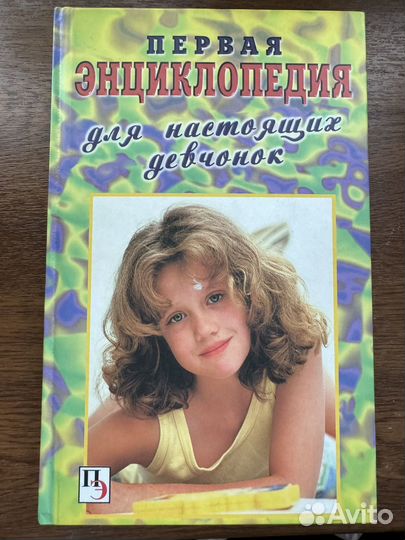 ПЕРВАЯ
ЭНЦИКЛОПЕДИЯ
для настоящих
девчонок
ПЭ
Avito